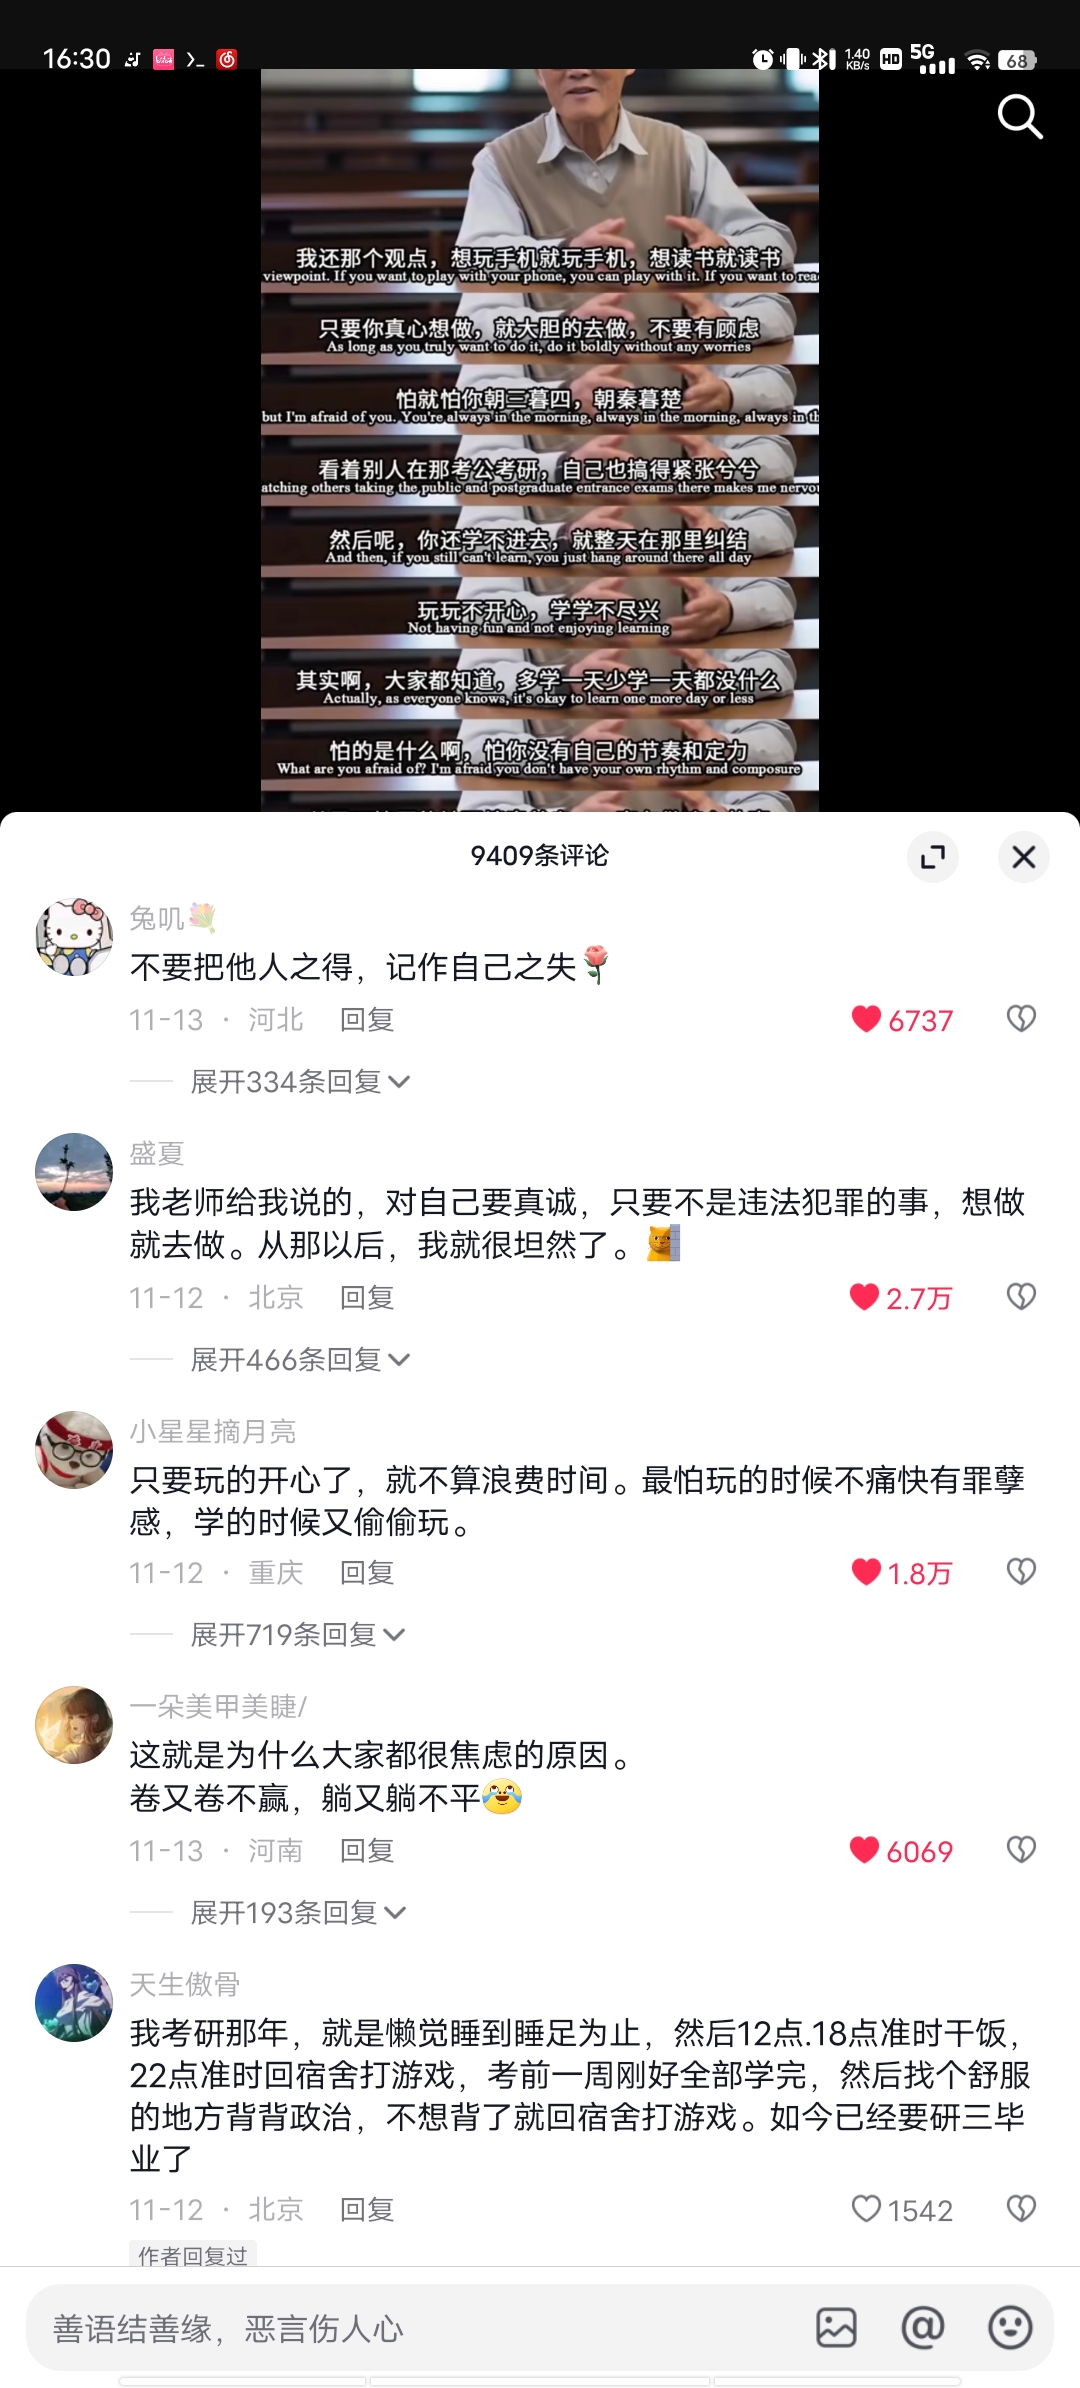 16:30
1.40
KB/s
HD
5G
68
我还那个观点，想玩手机就玩手机，想读书就读书
viewpoint. If you want to play with your phone, you can play with it. If you want to rea
只要你真心想做，就大胆的去做，不要有顾虑
As long as you truly want to do it, do it boldly without any worries
怕就怕你朝三暮四，朝秦暮楚
but I'm afraid of you. You're always in the morning, always in the morning, always in th
看着别人在那考公考研，自己也搞得紧张兮兮
atching others taking the public and postgraduate entrance exams there makes me nervou
然后呢，你还学不进去，就整天在那里纠结
And then, if you still can't learn, you just hang around there all day
玩玩不开心，学学不尽兴
Not having fun and not enjoying learning
其实啊，大家都知道，多学一天少学一天都没什么
Actually, as everyone knows, it's okay to learn one more day or less
怕的是什么啊，怕你没有自己的节奏和定力
What are you afraid of? I'm afraid you don't have your own rhythm and composure
9409条评论
兔叽💐
不要把他人之得，记作自己之失🌹
11-13 · 河北 回复 6737
展开334条回复
盛夏
我老师给我说的，对自己要真诚，只要不是违法犯罪的事，想做
就去做。从那以后，我就很坦然了。
11-12 · 北京 回复 2.7万
展开466条回复
小星星摘月亮
只要玩的开心了，就不算浪费时间。最怕玩的时候不痛快有罪孽
感，学的时候又偷偷玩。
11-12 · 重庆 回复 1.8万
展开719条回复
一朵美甲美睫/
这就是为什么大家都很焦虑的原因。
卷又卷不赢，躺又躺不平
11-13 · 河南 回复 6069
展开193条回复
天生傲骨
我考研那年，就是懒觉睡到睡足为止，然后12点.18点准时干饭，
22点准时回宿舍打游戏，考前一周刚好全部学完，然后找个舒服
的地方背背政治，不想背了就回宿舍打游戏。如今已经要研三毕
业了
11-12 · 北京 回复 1542
作者回复过
善语结善缘，恶言伤人心